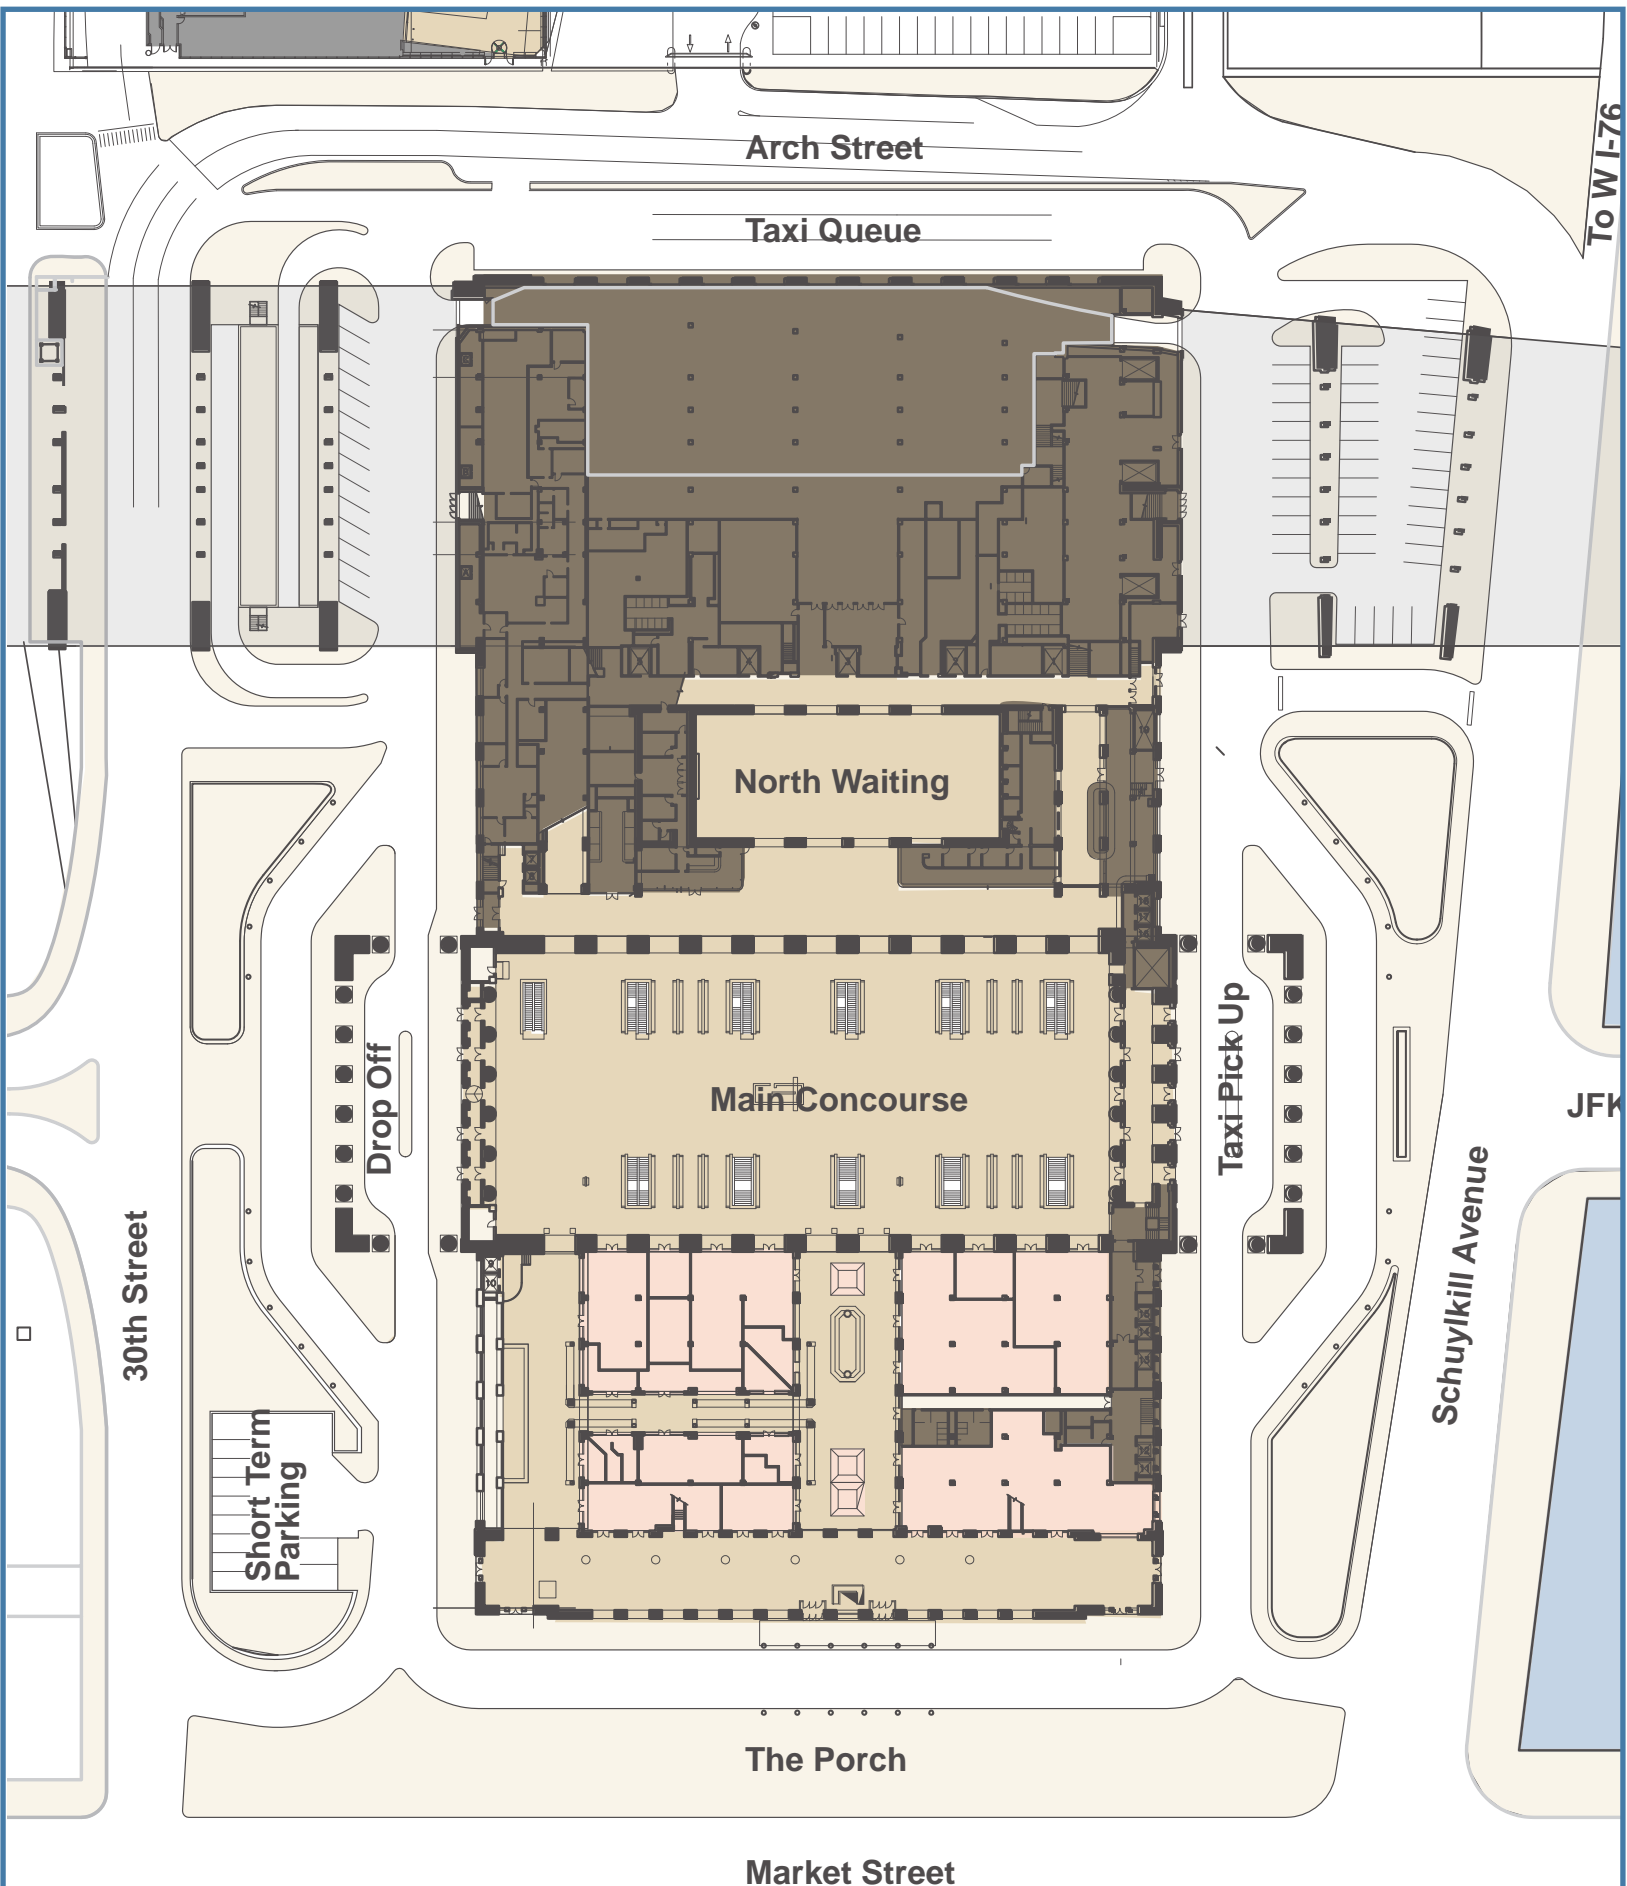 Arch Street
To W I-76
Taxi Queue
North Waiting
Main Concourse
Drop Off
Taxi Pick Up
JFK
30th Street
Schuylkill Avenue
Short Term
Parking
The Porch
Market Street